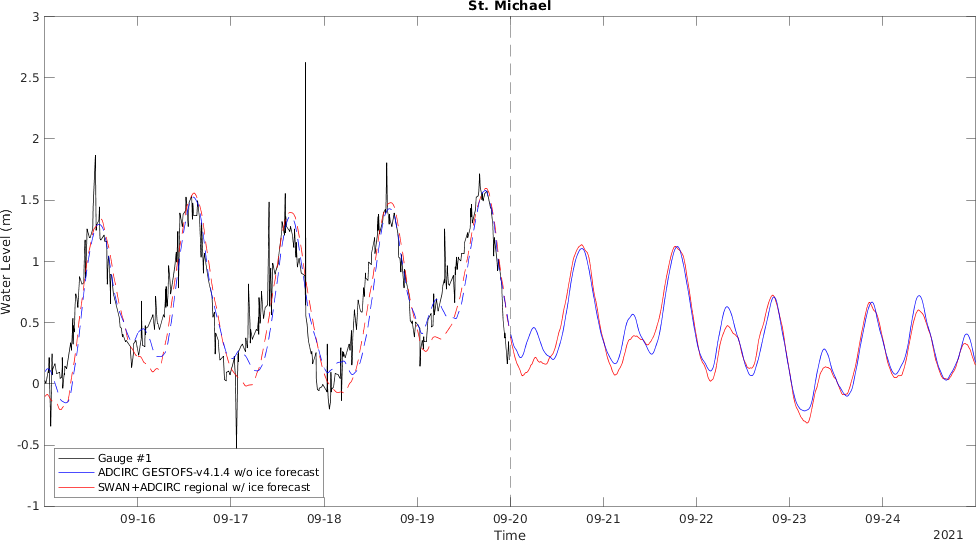 St. Michael
3
2.5
2
1.5
1
0.5
0
-0.5
-1
Water Level (m)
Gauge #1
ADCIRC GESTOFS-v4.1.4 w/o ice forecast
SWAN+ADCIRC regional w/ ice forecast
09-16 09-17 09-18 09-19 09-20 09-21 09-22 09-23 09-24
Time
2021